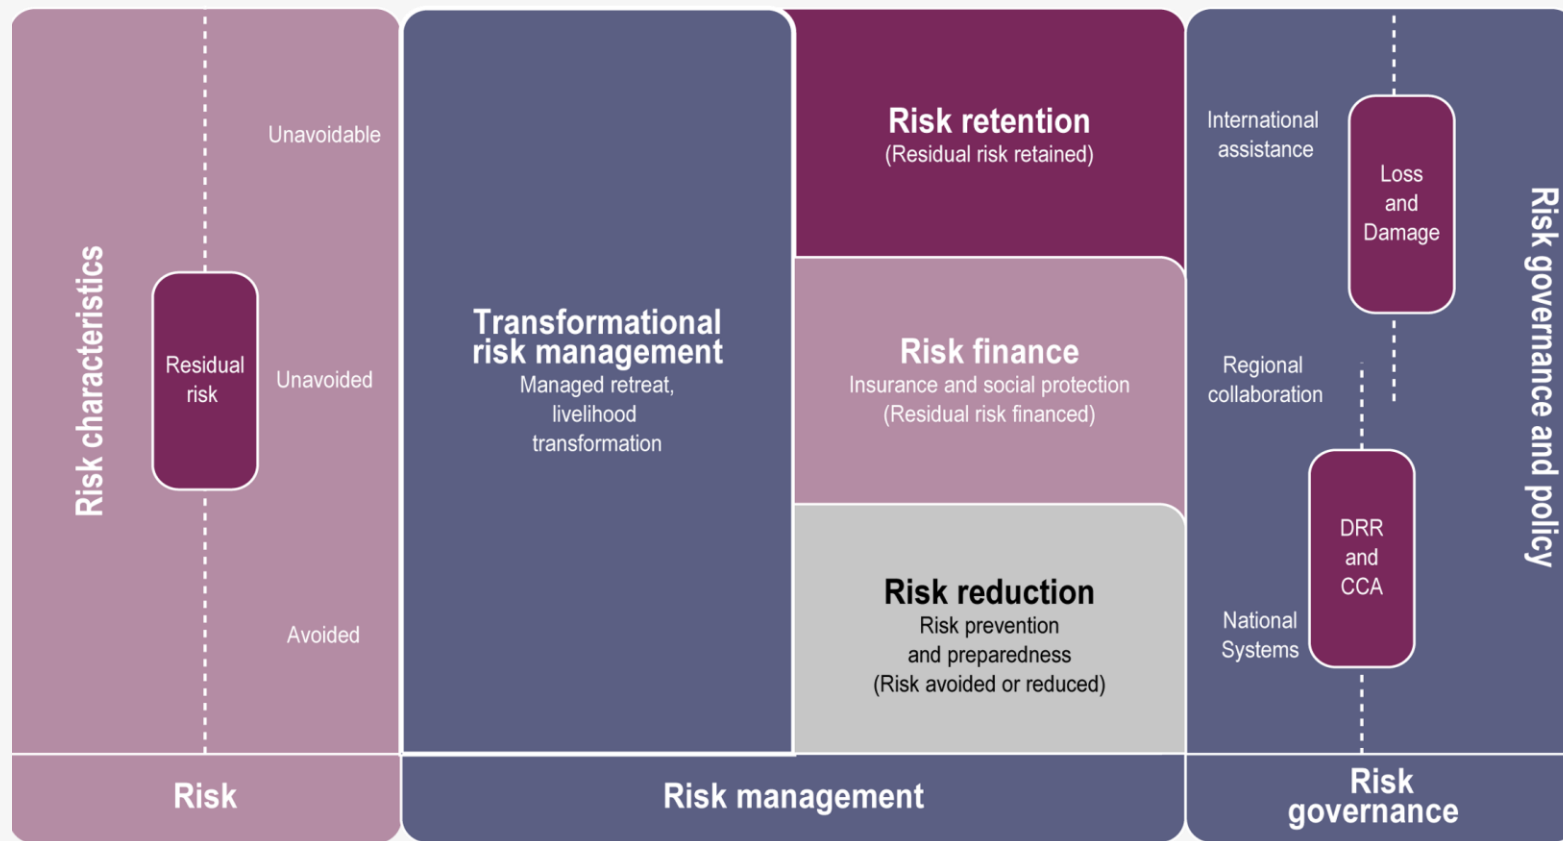 Risk characteristics
Unavoidable
Residual
risk
Unavoided
Avoided
Risk
Transformational
risk management
Managed retreat,
livelihood
transformation
Risk retention
(Residual risk retained)
Risk finance
Insurance and social protection
(Residual risk financed)
Risk reduction
Risk prevention
and preparedness
(Risk avoided or reduced)
Risk management
International
assistance
Loss
and
Damage
Regional
collaboration
DRR
and
CCA
National
Systems
Risk governance and policy
Risk
governance